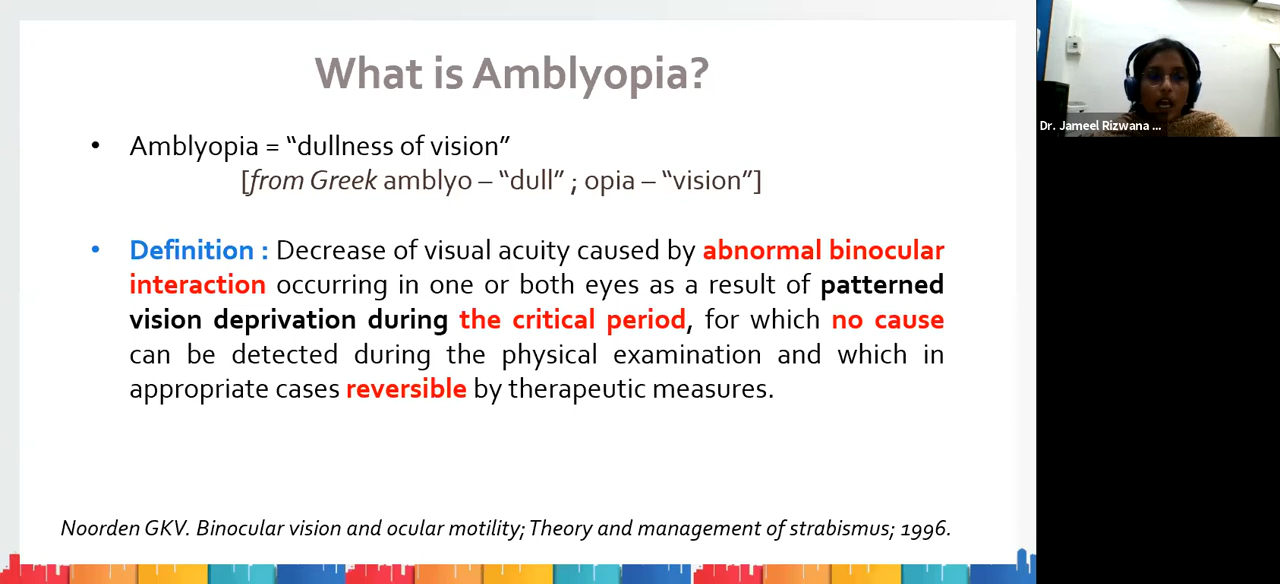 What is Amblyopia?
• Amblyopia = “dullness of vision”
[from Greek amblyo – “dull” ; opia – “vision”]
• Definition : Decrease of visual acuity caused by abnormal binocular
interaction occurring in one or both eyes as a result of patterned
vision deprivation during the critical period, for which no cause
can be detected during the physical examination and which in
appropriate cases reversible by therapeutic measures.
Noorden GKV. Binocular vision and ocular motility; Theory and management of strabismus; 1996.
Dr. Jameel Rizwana ...